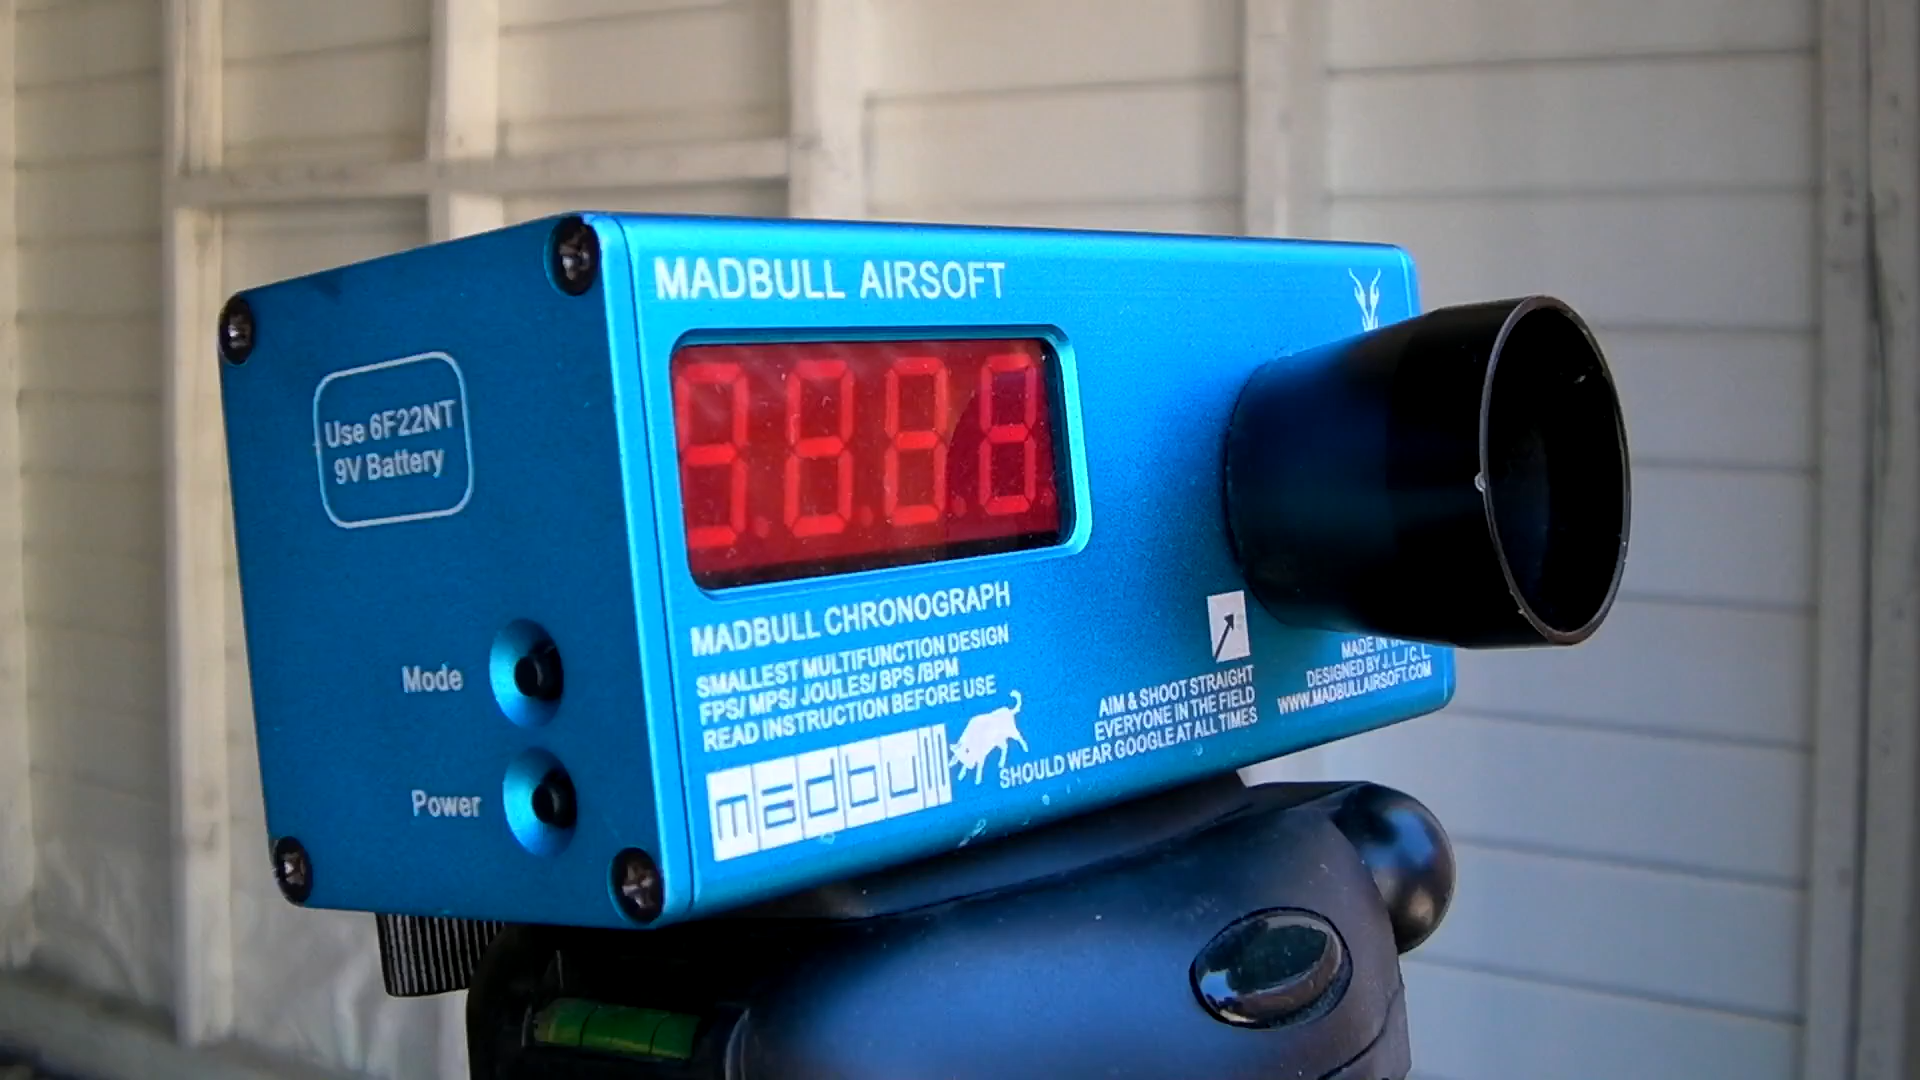 MADBULL AIRSOFT
Use 6F22NT
9V Battery
Mode
Power
MADBULL CHRONOGRAPH
SMALLEST MULTIFUNCTION DESIGN
FPS/ MPS/ JOULES/ BPS /BPM
READ INSTRUCTION BEFORE USE
madbull
AIM & SHOOT STRAIGHT
EVERYONE IN THE FIELD
SHOULD WEAR GOOGLE AT ALL TIMES
MADE IN
DESIGNED BY J. L./ C. L.
WWW.MADBULLAIRSOFT.COM